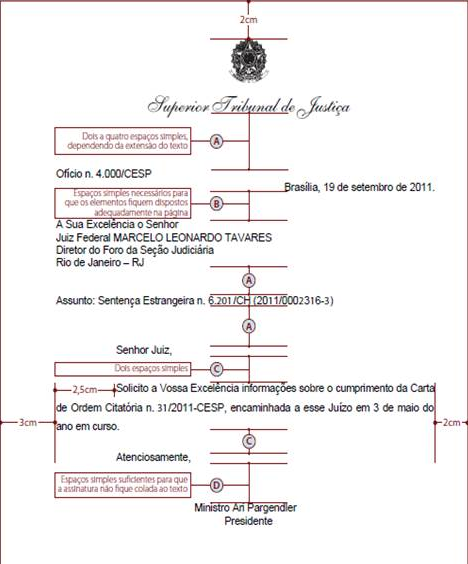 2cm
Superior Tribunal de Justiça
Dois a quatro espaços simples,
dependendo da extensão do texto
A
Ofício n. 4.000/CESP
Brasília, 19 de setembro de 2011.
Espaços simples necessários para
que os elementos fiquem dispostos
adequadamente na página
B
A Sua Excelência o Senhor
Juiz Federal MARCELO LEONARDO TAVARES
Diretor do Foro da Seção Judiciária
Rio de Janeiro – RJ
A
Assunto: Sentença Estrangeira n. 6.201/CH (2011/0002316-3)
A
Senhor Juiz,
Dois espaços simples
C
2,5cm
Solicito a Vossa Excelência informações sobre o cumprimento da Carta
de Ordem Citatória n. 31/2011-CESP, encaminhada a esse Juízo em 3 de maio do
3cm
2cm
ano em curso.
C
Atenciosamente,
Espaços simples suficientes para que
a assinatura não fique colada ao texto
D
Ministro Ari Pargendler
Presidente